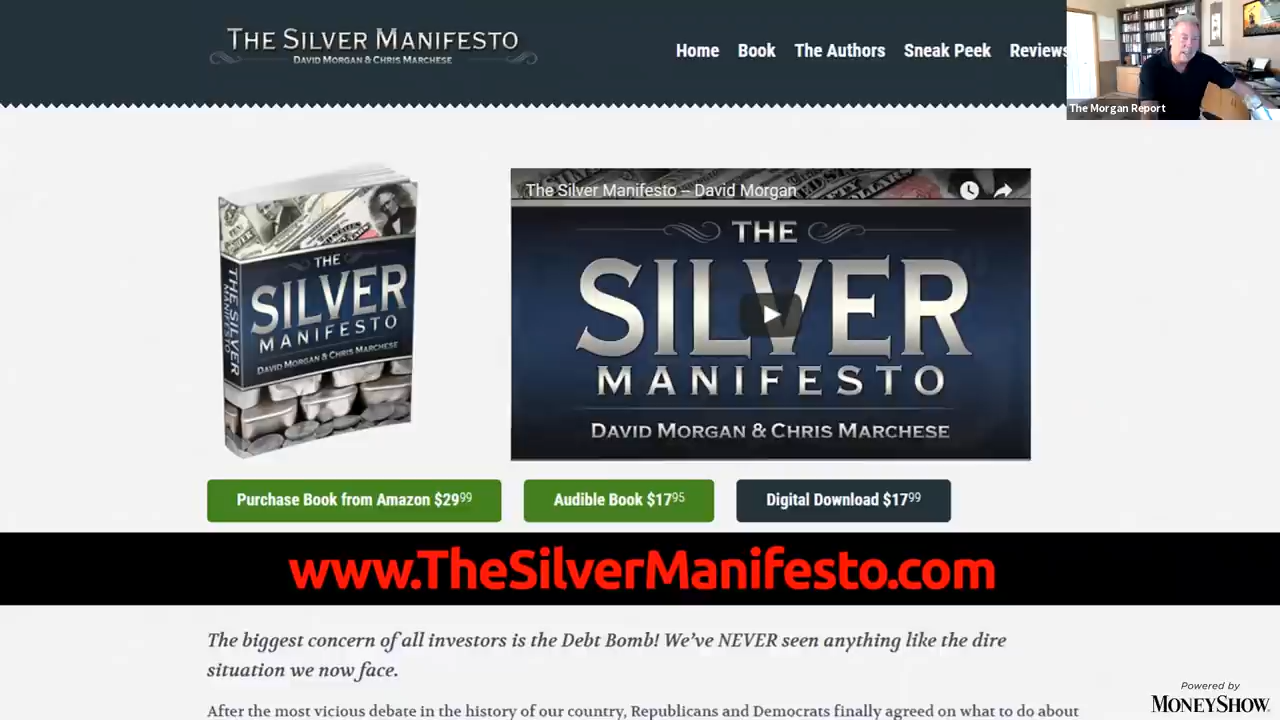 THE SILVER MANIFESTO
DAVID MORGAN & CHRIS MARCHESE
Home Book The Authors Sneak Peek Reviews
The Morgan Report
THE
SILVER
MANIFESTO
DAVID MORGAN & CHRIS MARCHESE
THE SILVER MANIFESTO
The Silver Manifesto – David Morgan
THE
SILVER
MANIFESTO
DAVID MORGAN & CHRIS MARCHESE
Purchase Book from Amazon $29.99
Audible Book $17.95
Digital Download $17.99
www.TheSilverManifesto.com
The biggest concern of all investors is the Debt Bomb! We've NEVER seen anything like the dire
situation we now face.
After the most vicious debate in the history of our country, Republicans and Democrats finally agreed on what to do about
Powered by
MONEYSHOW